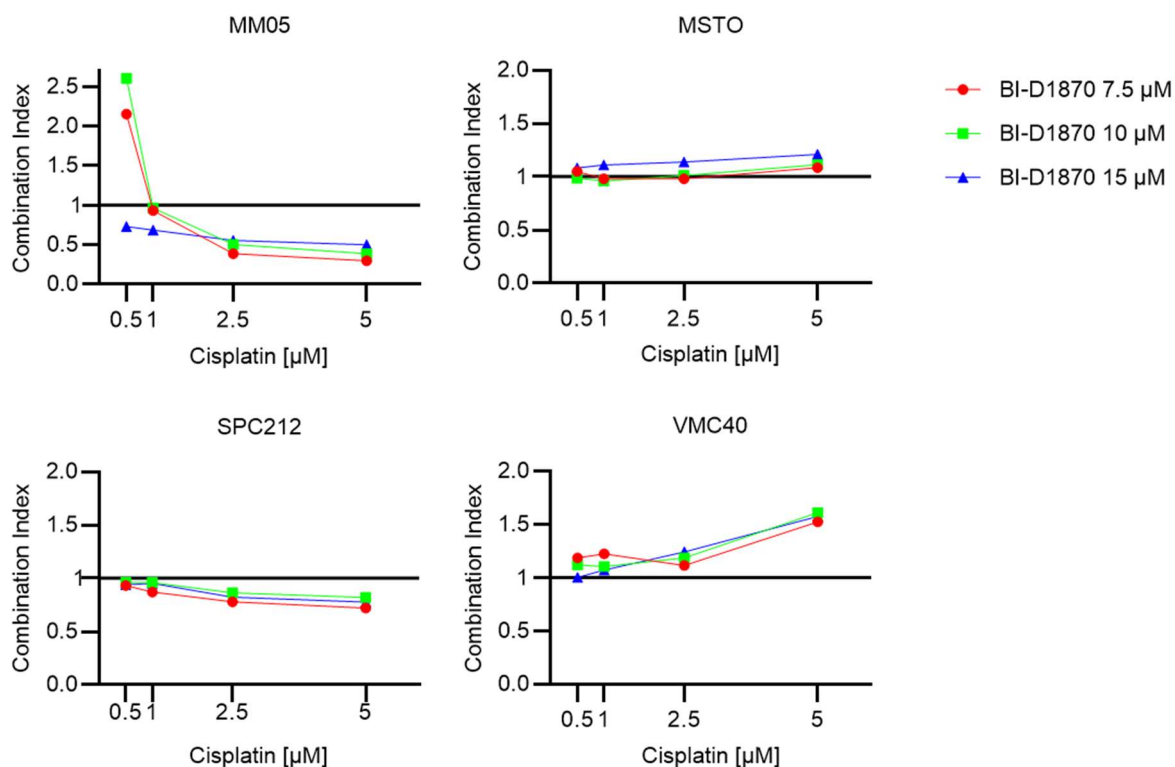 MM05
Combination Index
2.5
2.0
1.5
1
0.5
0.0
0.5 1 2.5 5
Cisplatin [µM]
MSTO
Combination Index
2.0
1.5
1
0.5
0.0
0.5 1 2.5 5
Cisplatin [µM]
BI-D1870 7.5 µM
BI-D1870 10 µM
BI-D1870 15 µM
SPC212
Combination Index
2.0
1.5
1
0.5
0.0
0.5 1 2.5 5
Cisplatin [µM]
VMC40
Combination Index
2.0
1.5
1
0.5
0.0
0.5 1 2.5 5
Cisplatin [µM]